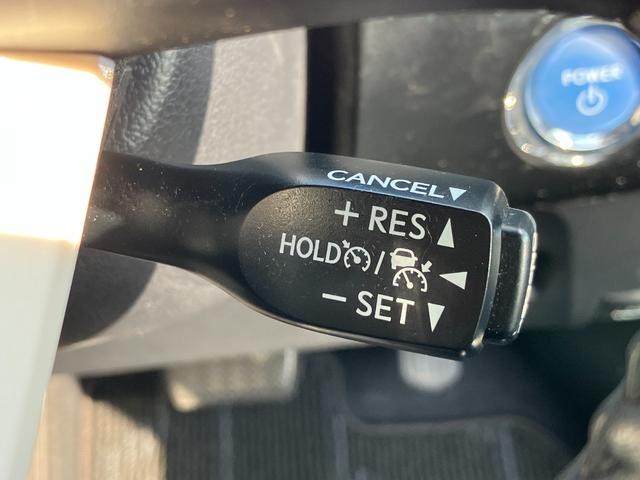 POWER
CANCEL▼
+ RES ▲
HOLD / ◀
− SET ▼